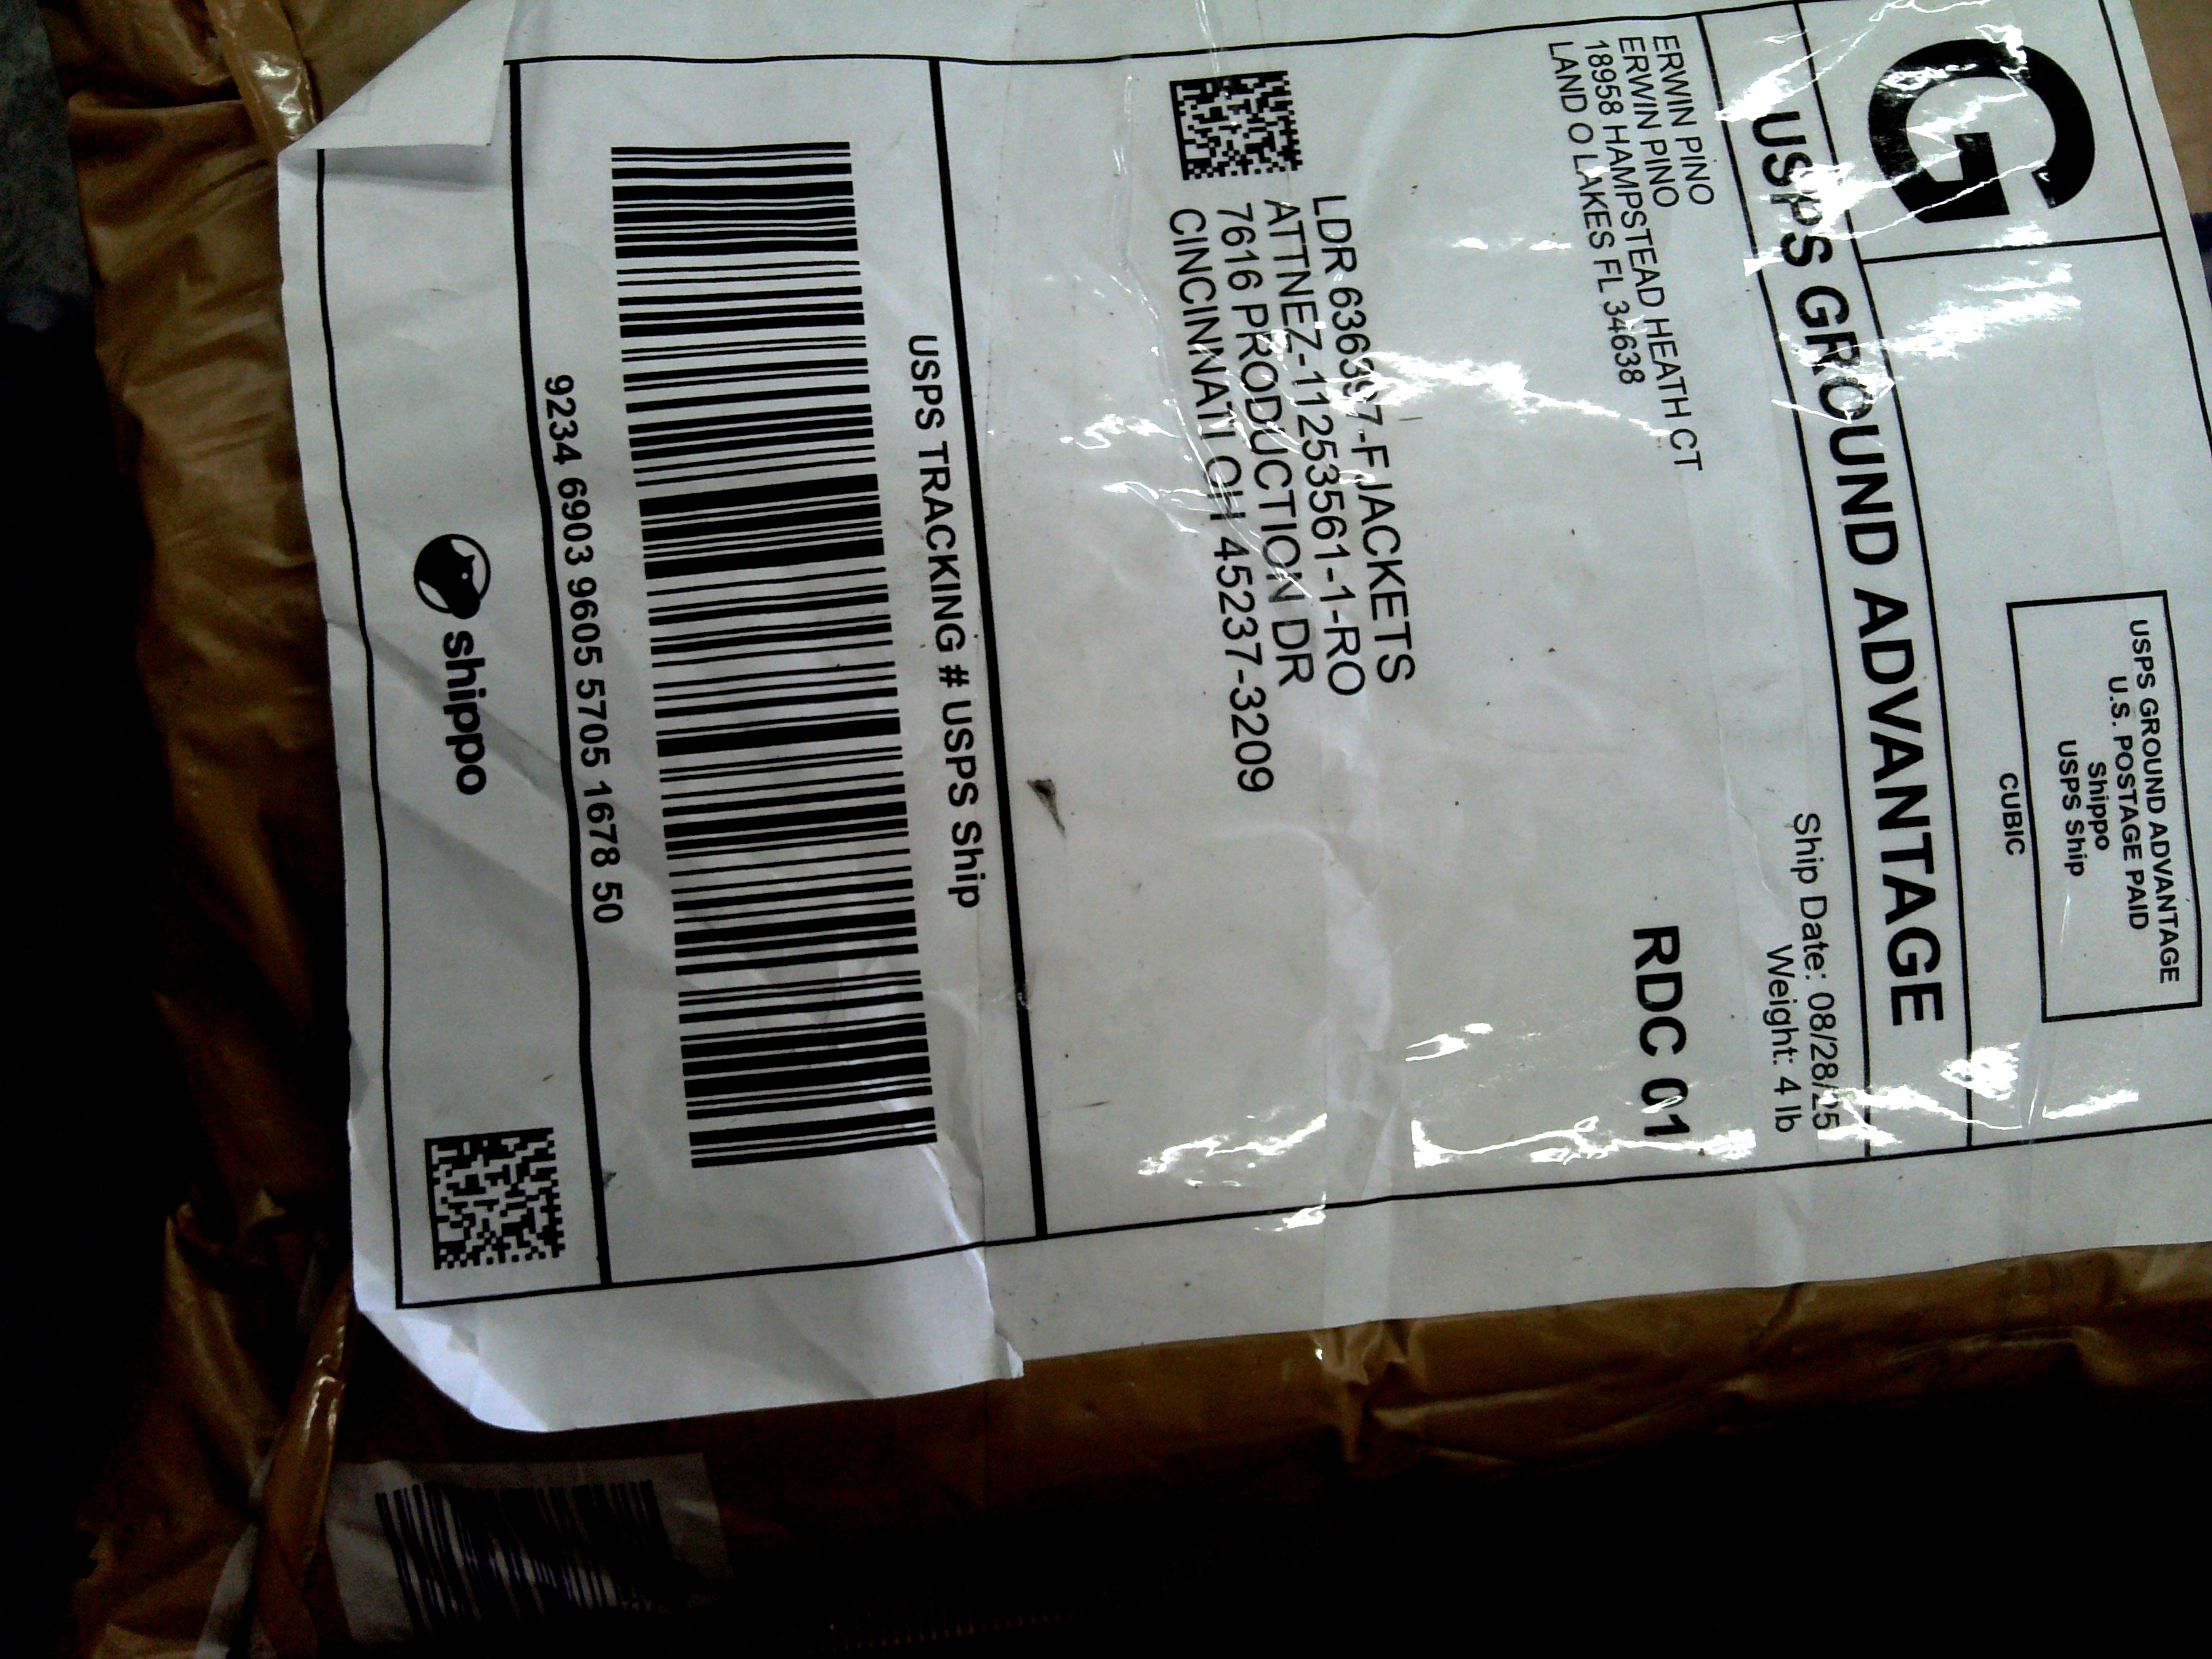 G
USPS GROUND ADVANTAGE
U.S. POSTAGE PAID
Shippo
USPS Ship
CUBIC
USPS GROUND ADVANTAGE
ERWIN PINO
ERWIN PINO
18958 HAMPSTEAD HEATH CT
LAND O LAKES FL 34638
Ship Date: 08/28/25
Weight: 4 lb
RDC 01
LDR 636397-FJACKETS
ATTNEZ-11253561-1-RO
7616 PRODUCTION DR
CINCINNATI OH 45237-3209
USPS TRACKING # USPS Ship
9234 6903 9605 5705 1678 50
shippo